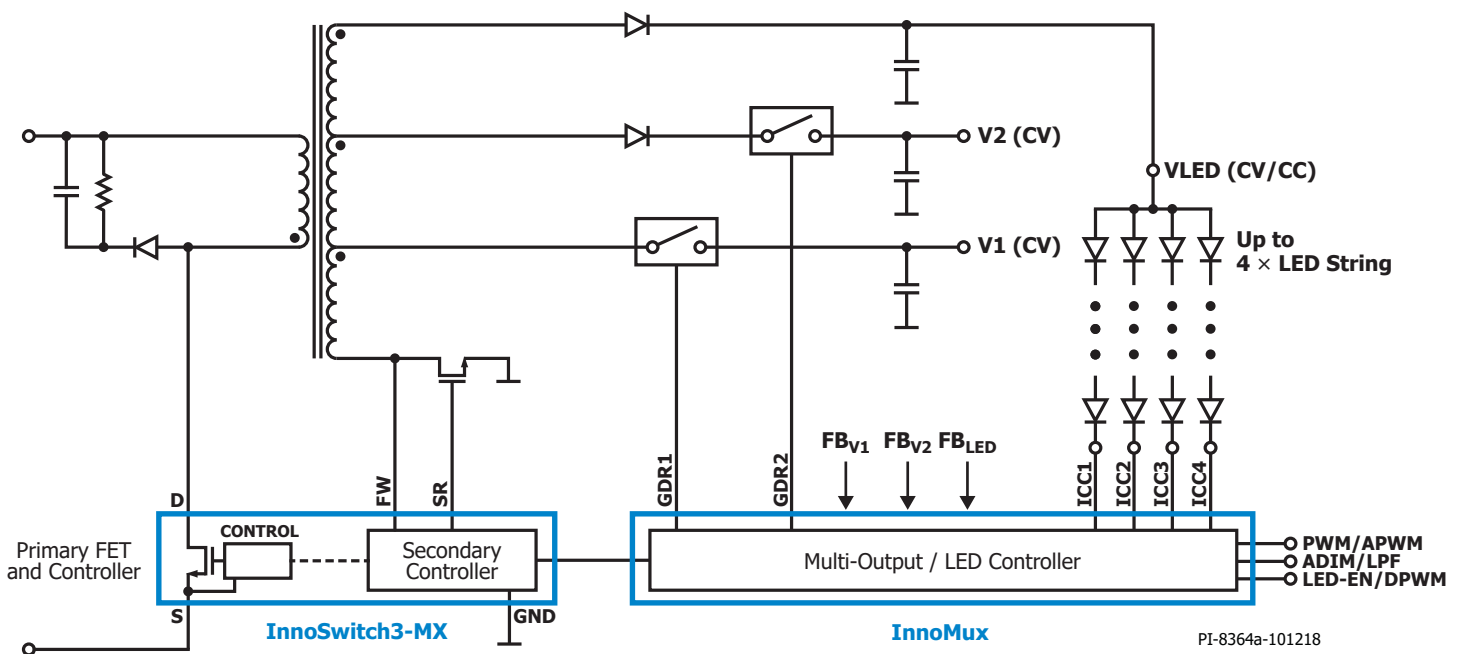 V2 (CV)
VLED (CV/CC)
V1 (CV)
Up to
4 × LED String
FBV1 FBV2 FBLED
GDR1
GDR2
ICC1
ICC2
ICC3
ICC4
FW
SR
D
CONTROL
Primary FET
and Controller
Secondary
Controller
Multi-Output / LED Controller
PWM/APWM
ADIM/LPF
LED-EN/DPWM
S
GND
InnoSwitch3-MX
InnoMux
PI-8364a-101218